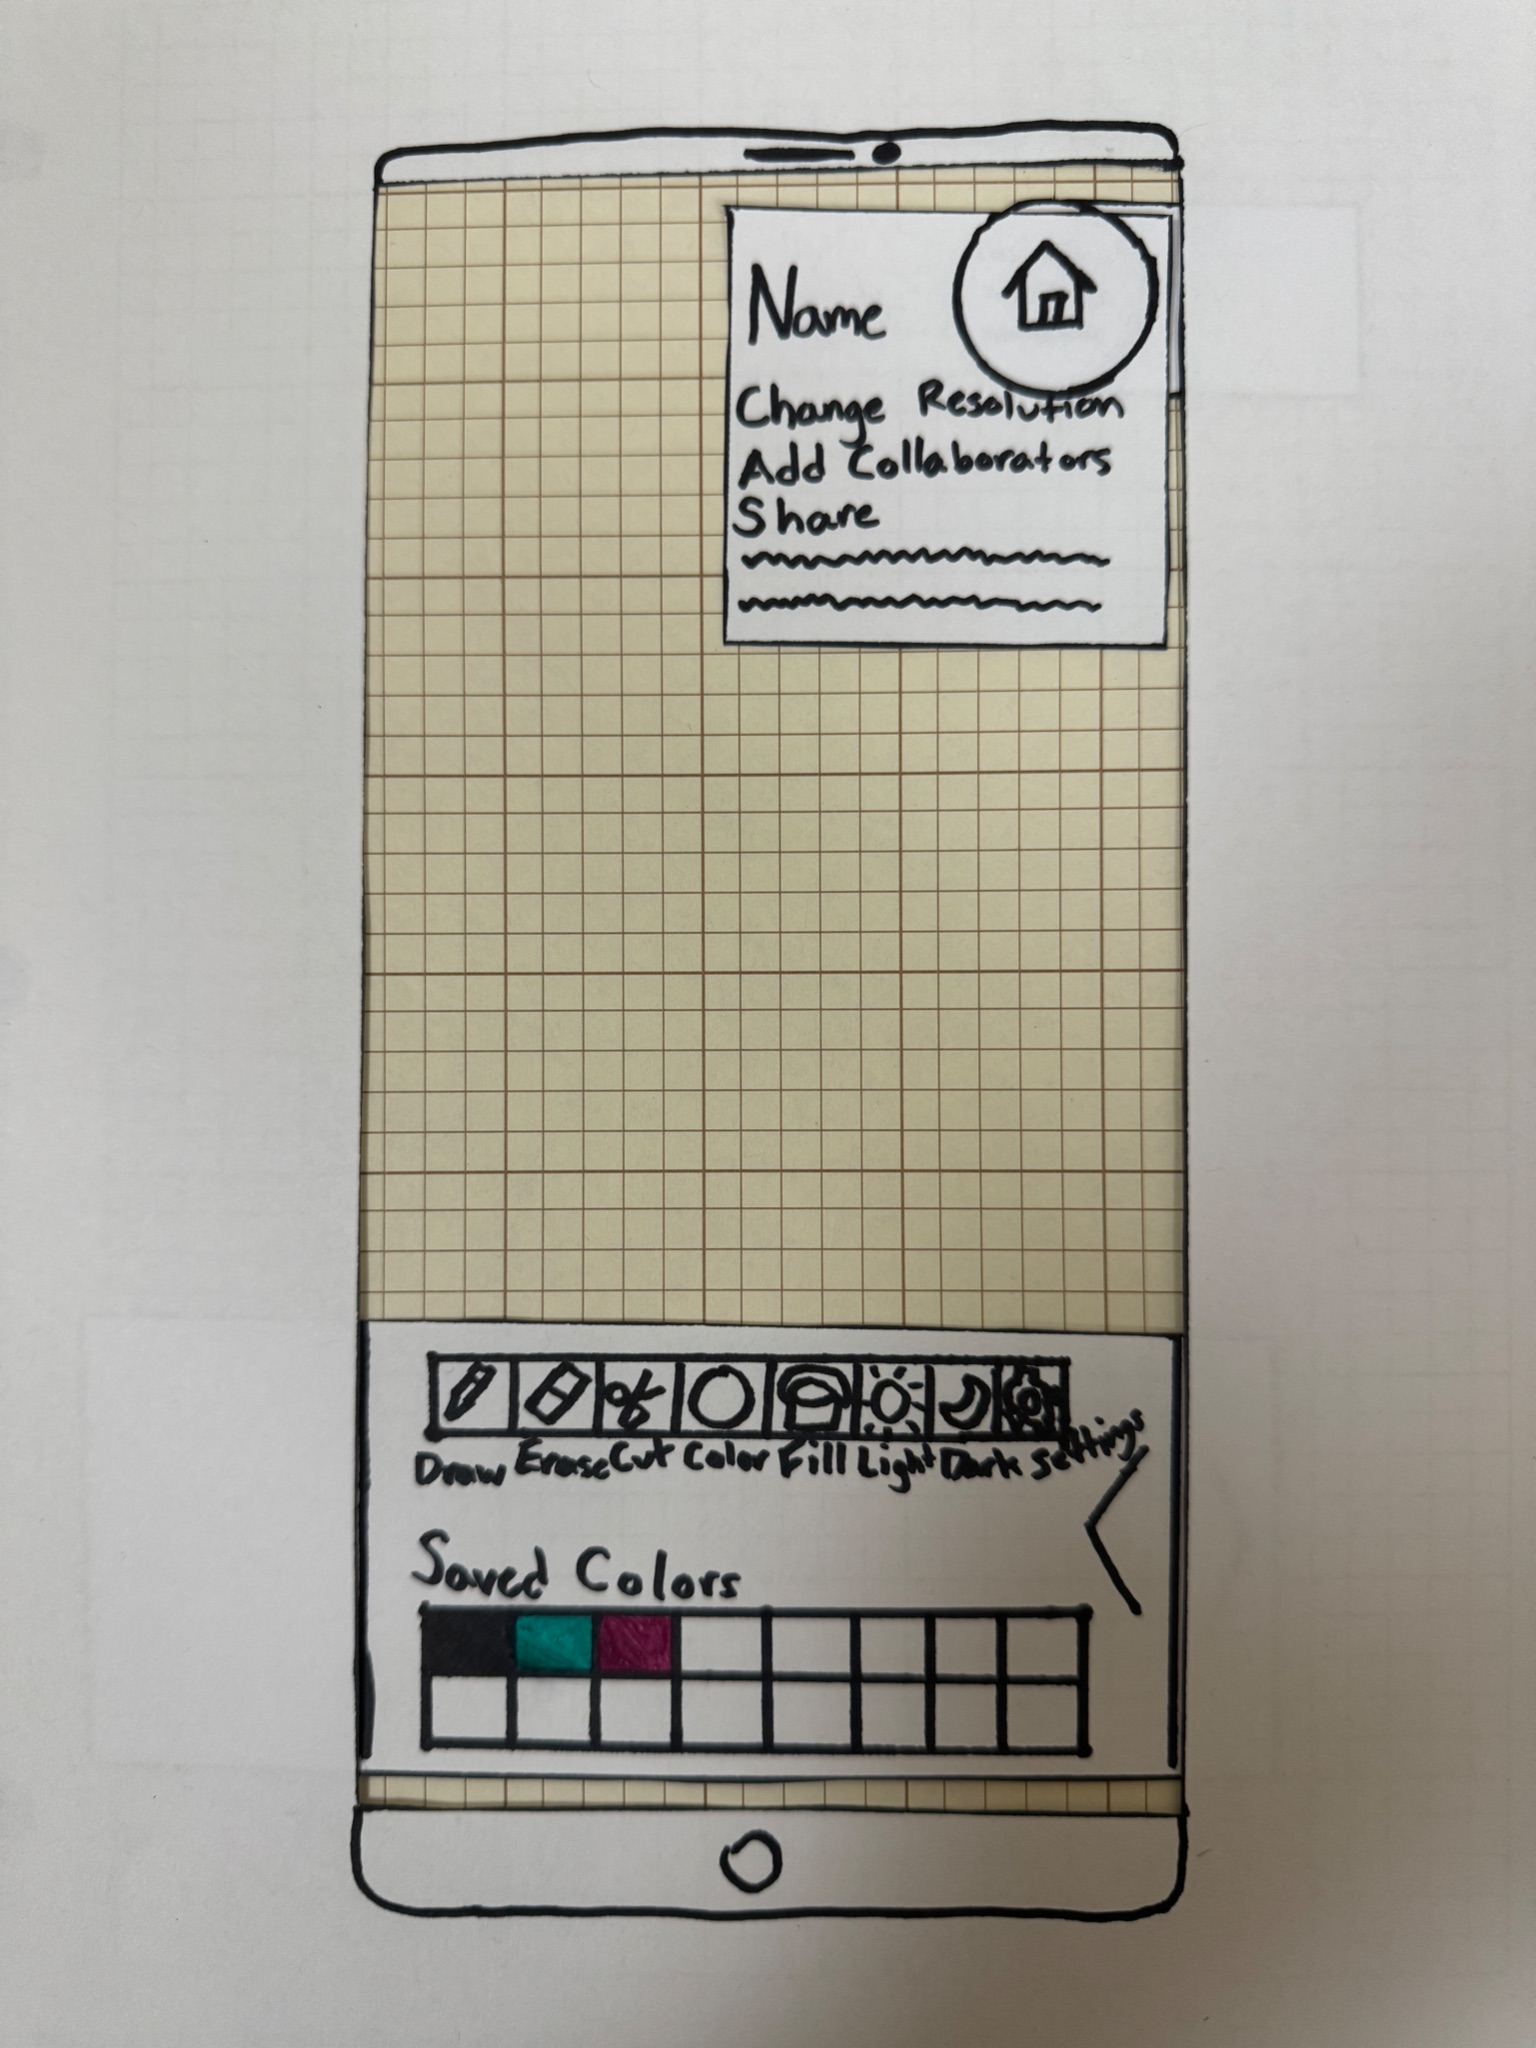 Name
Change Resolution
Add Collaborators
Share
Draw Erase Cut Color Fill Light Dark Settings
Saved Colors